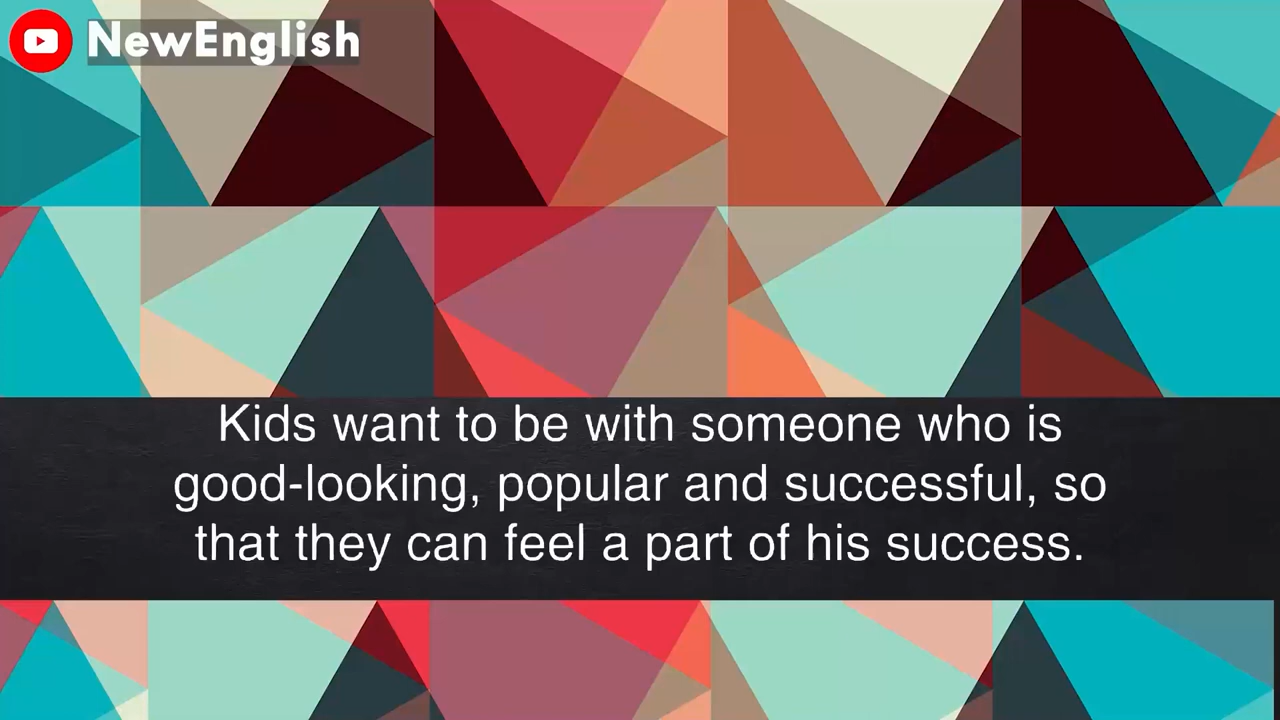 NewEnglish
Kids want to be with someone who is
good-looking, popular and successful, so
that they can feel a part of his success.